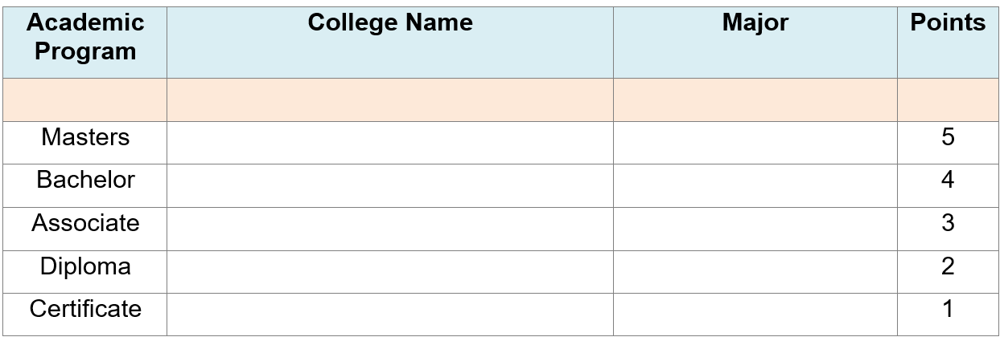 Academic Program College Name Major Points
Masters 5
Bachelor 4
Associate 3
Diploma 2
Certificate 1